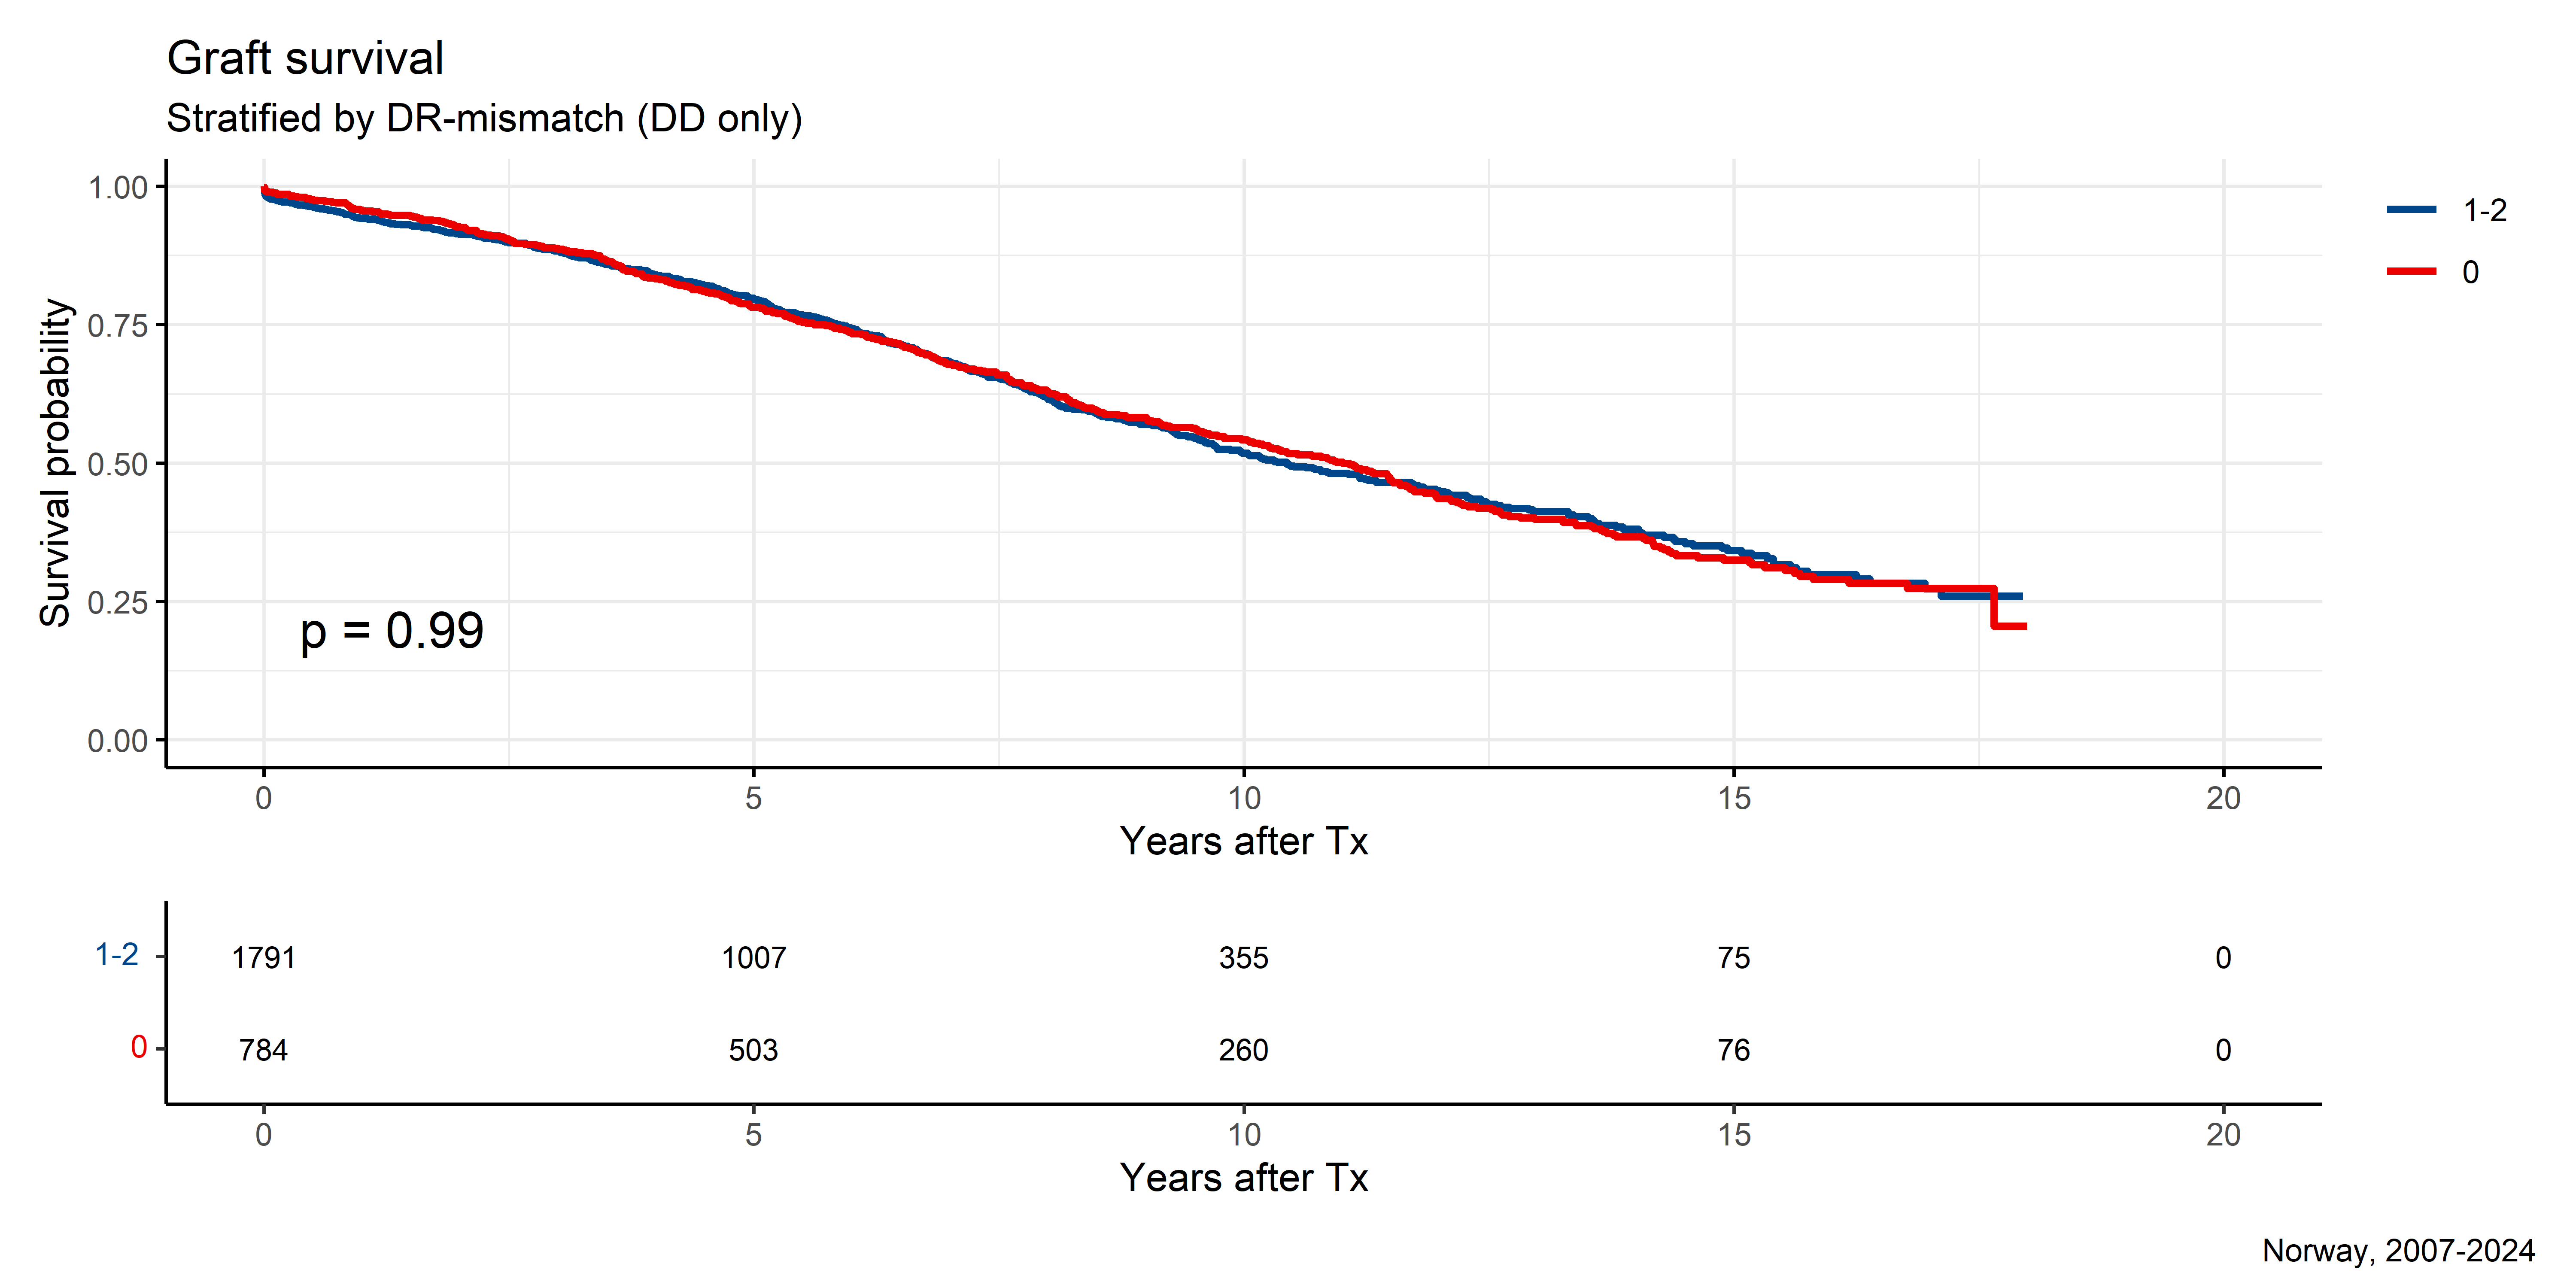 Graft survival
Stratified by DR-mismatch (DD only)
1.00
0.75
0.50
0.25
0.00
Survival probability
p = 0.99
1-2
0
0 5 10 15 20
Years after Tx
1-2 1791 1007 355 75 0
0 784 503 260 76 0
0 5 10 15 20
Years after Tx
Norway, 2007-2024